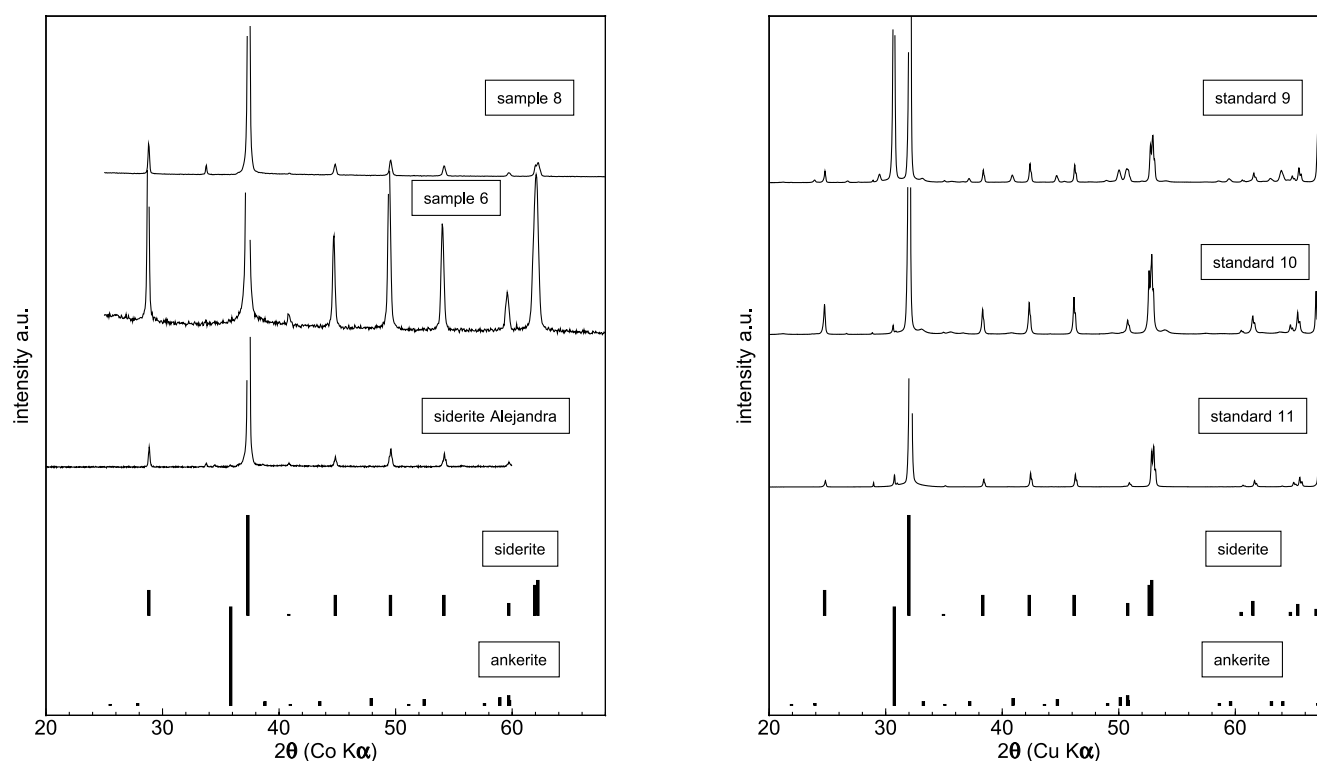 sample 8
sample 6
siderite Alejandra
siderite
ankerite
intensity a.u.
20 30 40 50 60
2θ (Co Kα)
standard 9
standard 10
standard 11
siderite
ankerite
intensity a.u.
20 30 40 50 60
2θ (Cu Kα)